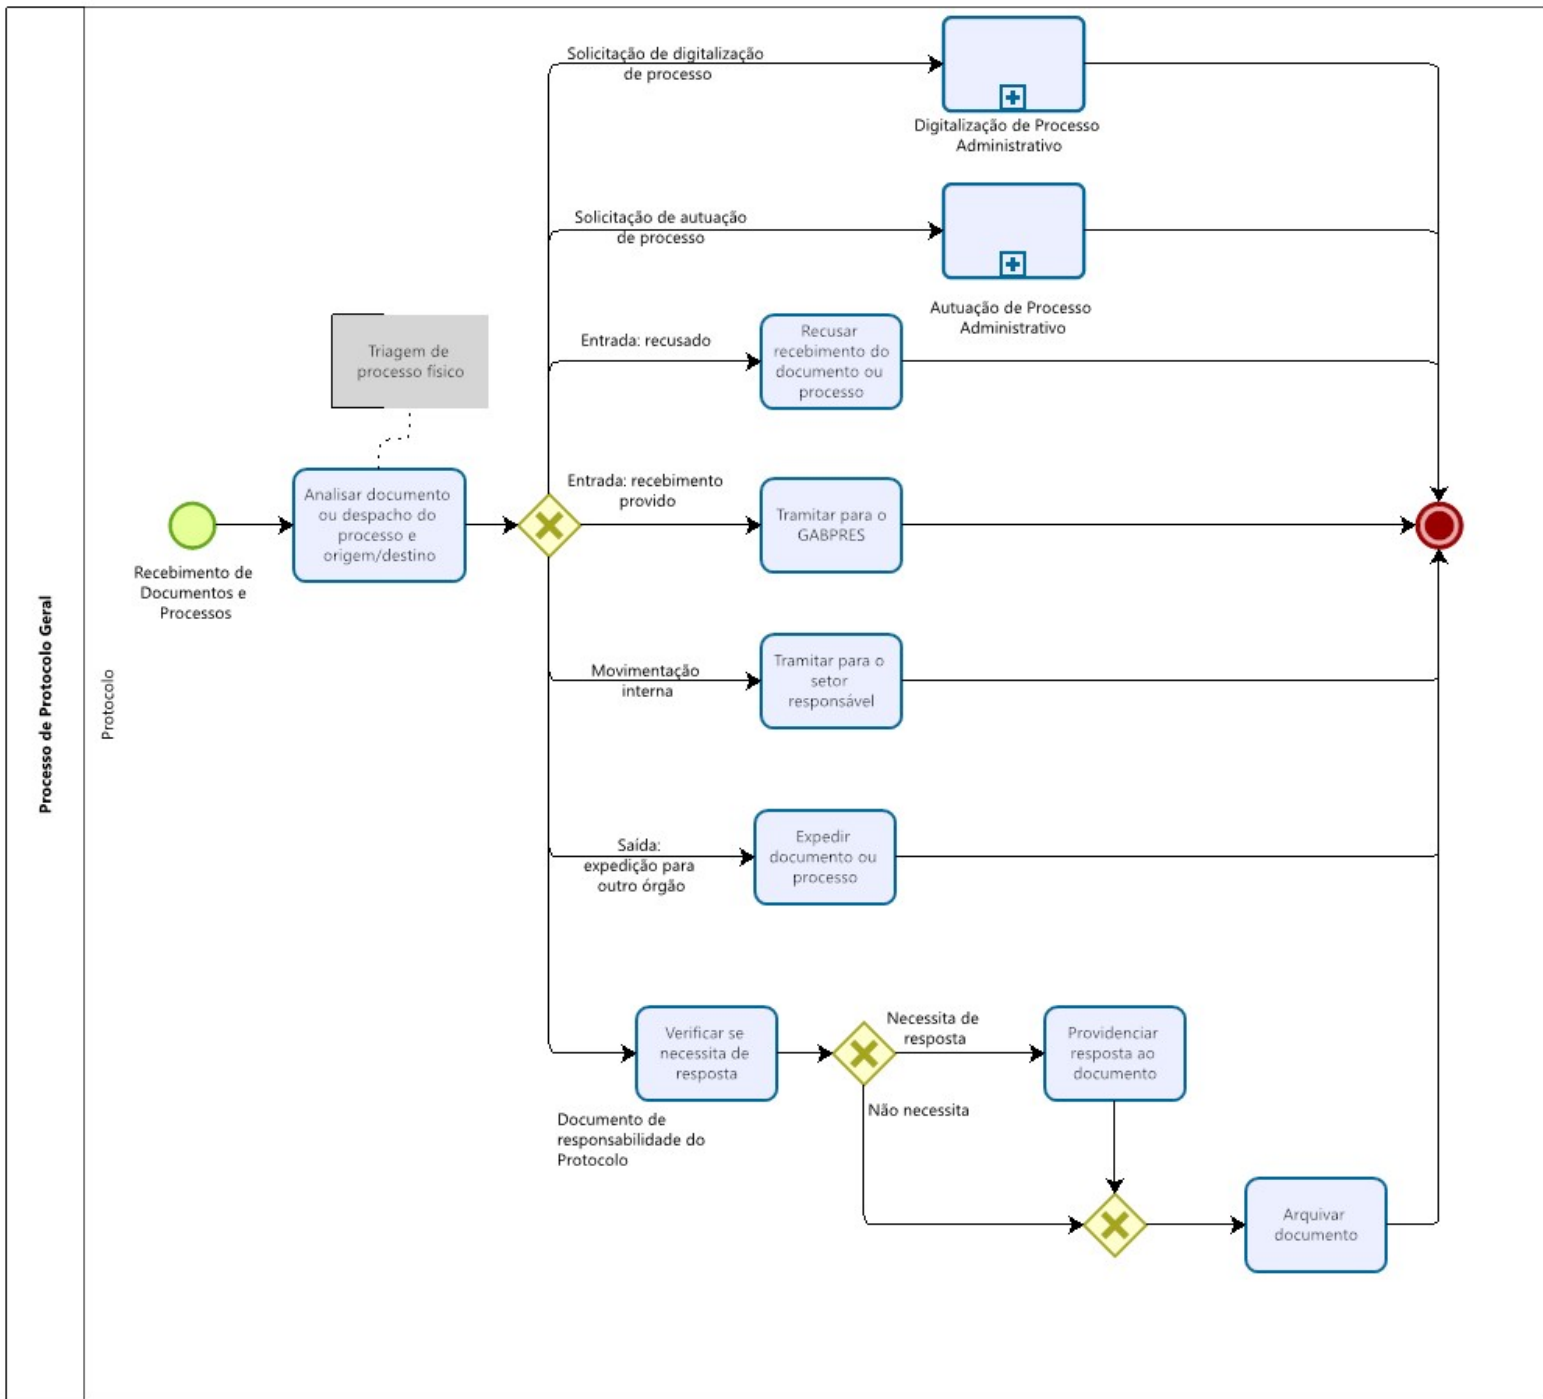 Processo de Protocolo Geral
Protocolo
Solicitação de digitalização
de processo
Digitalização de Processo
Administrativo
Solicitação de autuação
de processo
Autuação de Processo
Administrativo
Triagem de
processo físico
Entrada: recusado
Recusar
recebimento do
documento ou
processo
Recebimento de
Documentos e
Processos
Analisar documento
ou despacho do
processo e
origem/destino
Entrada: recebimento
provido
Tramitar para o
GABPRES
Movimentação
interna
Tramitar para o
setor
responsável
Saída:
expedição para
outro órgão
Expedir
documento ou
processo
Verificar se
necessita de
resposta
Documento de
responsabilidade do
Protocolo
Necessita de
resposta
Não necessita
Providenciar
resposta ao
documento
Arquivar
documento